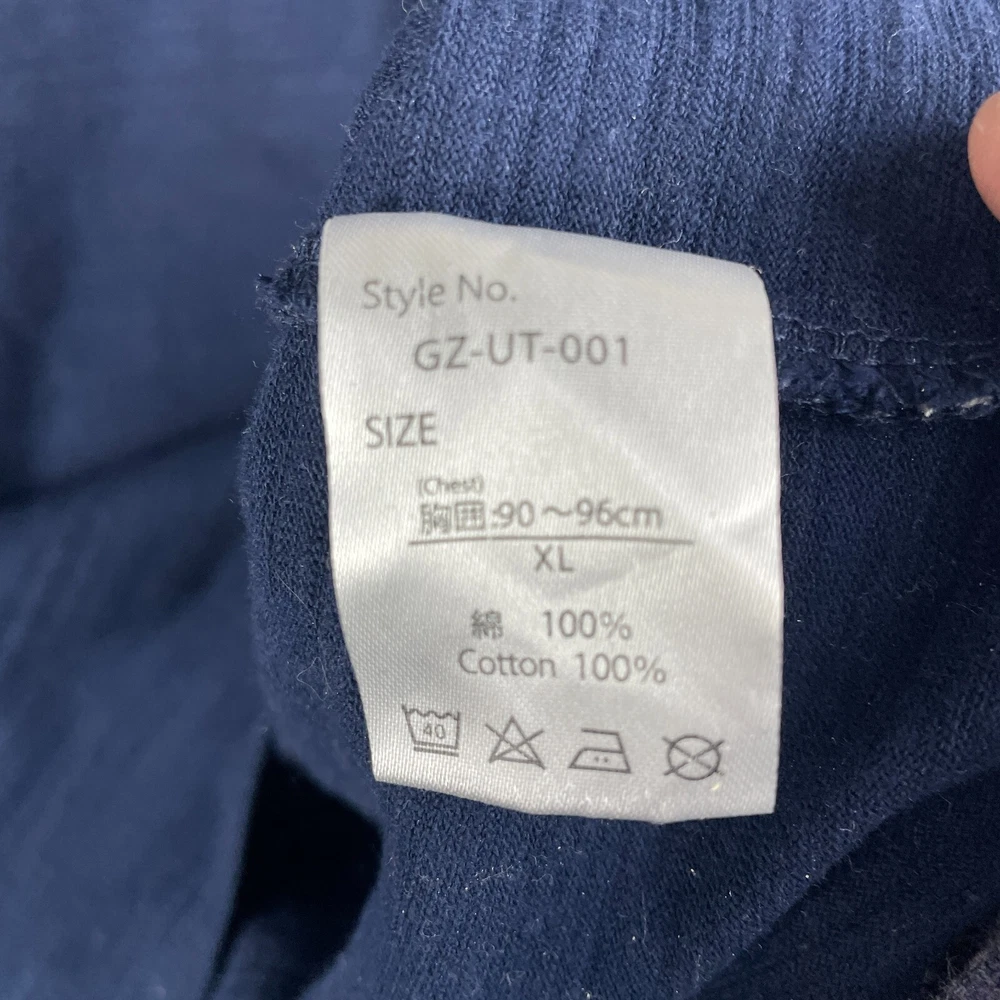 Style No.
GZ-UT-001
SIZE
(Chest)
胸囲:90～96cm
XL
綿 100%
Cotton 100%
40